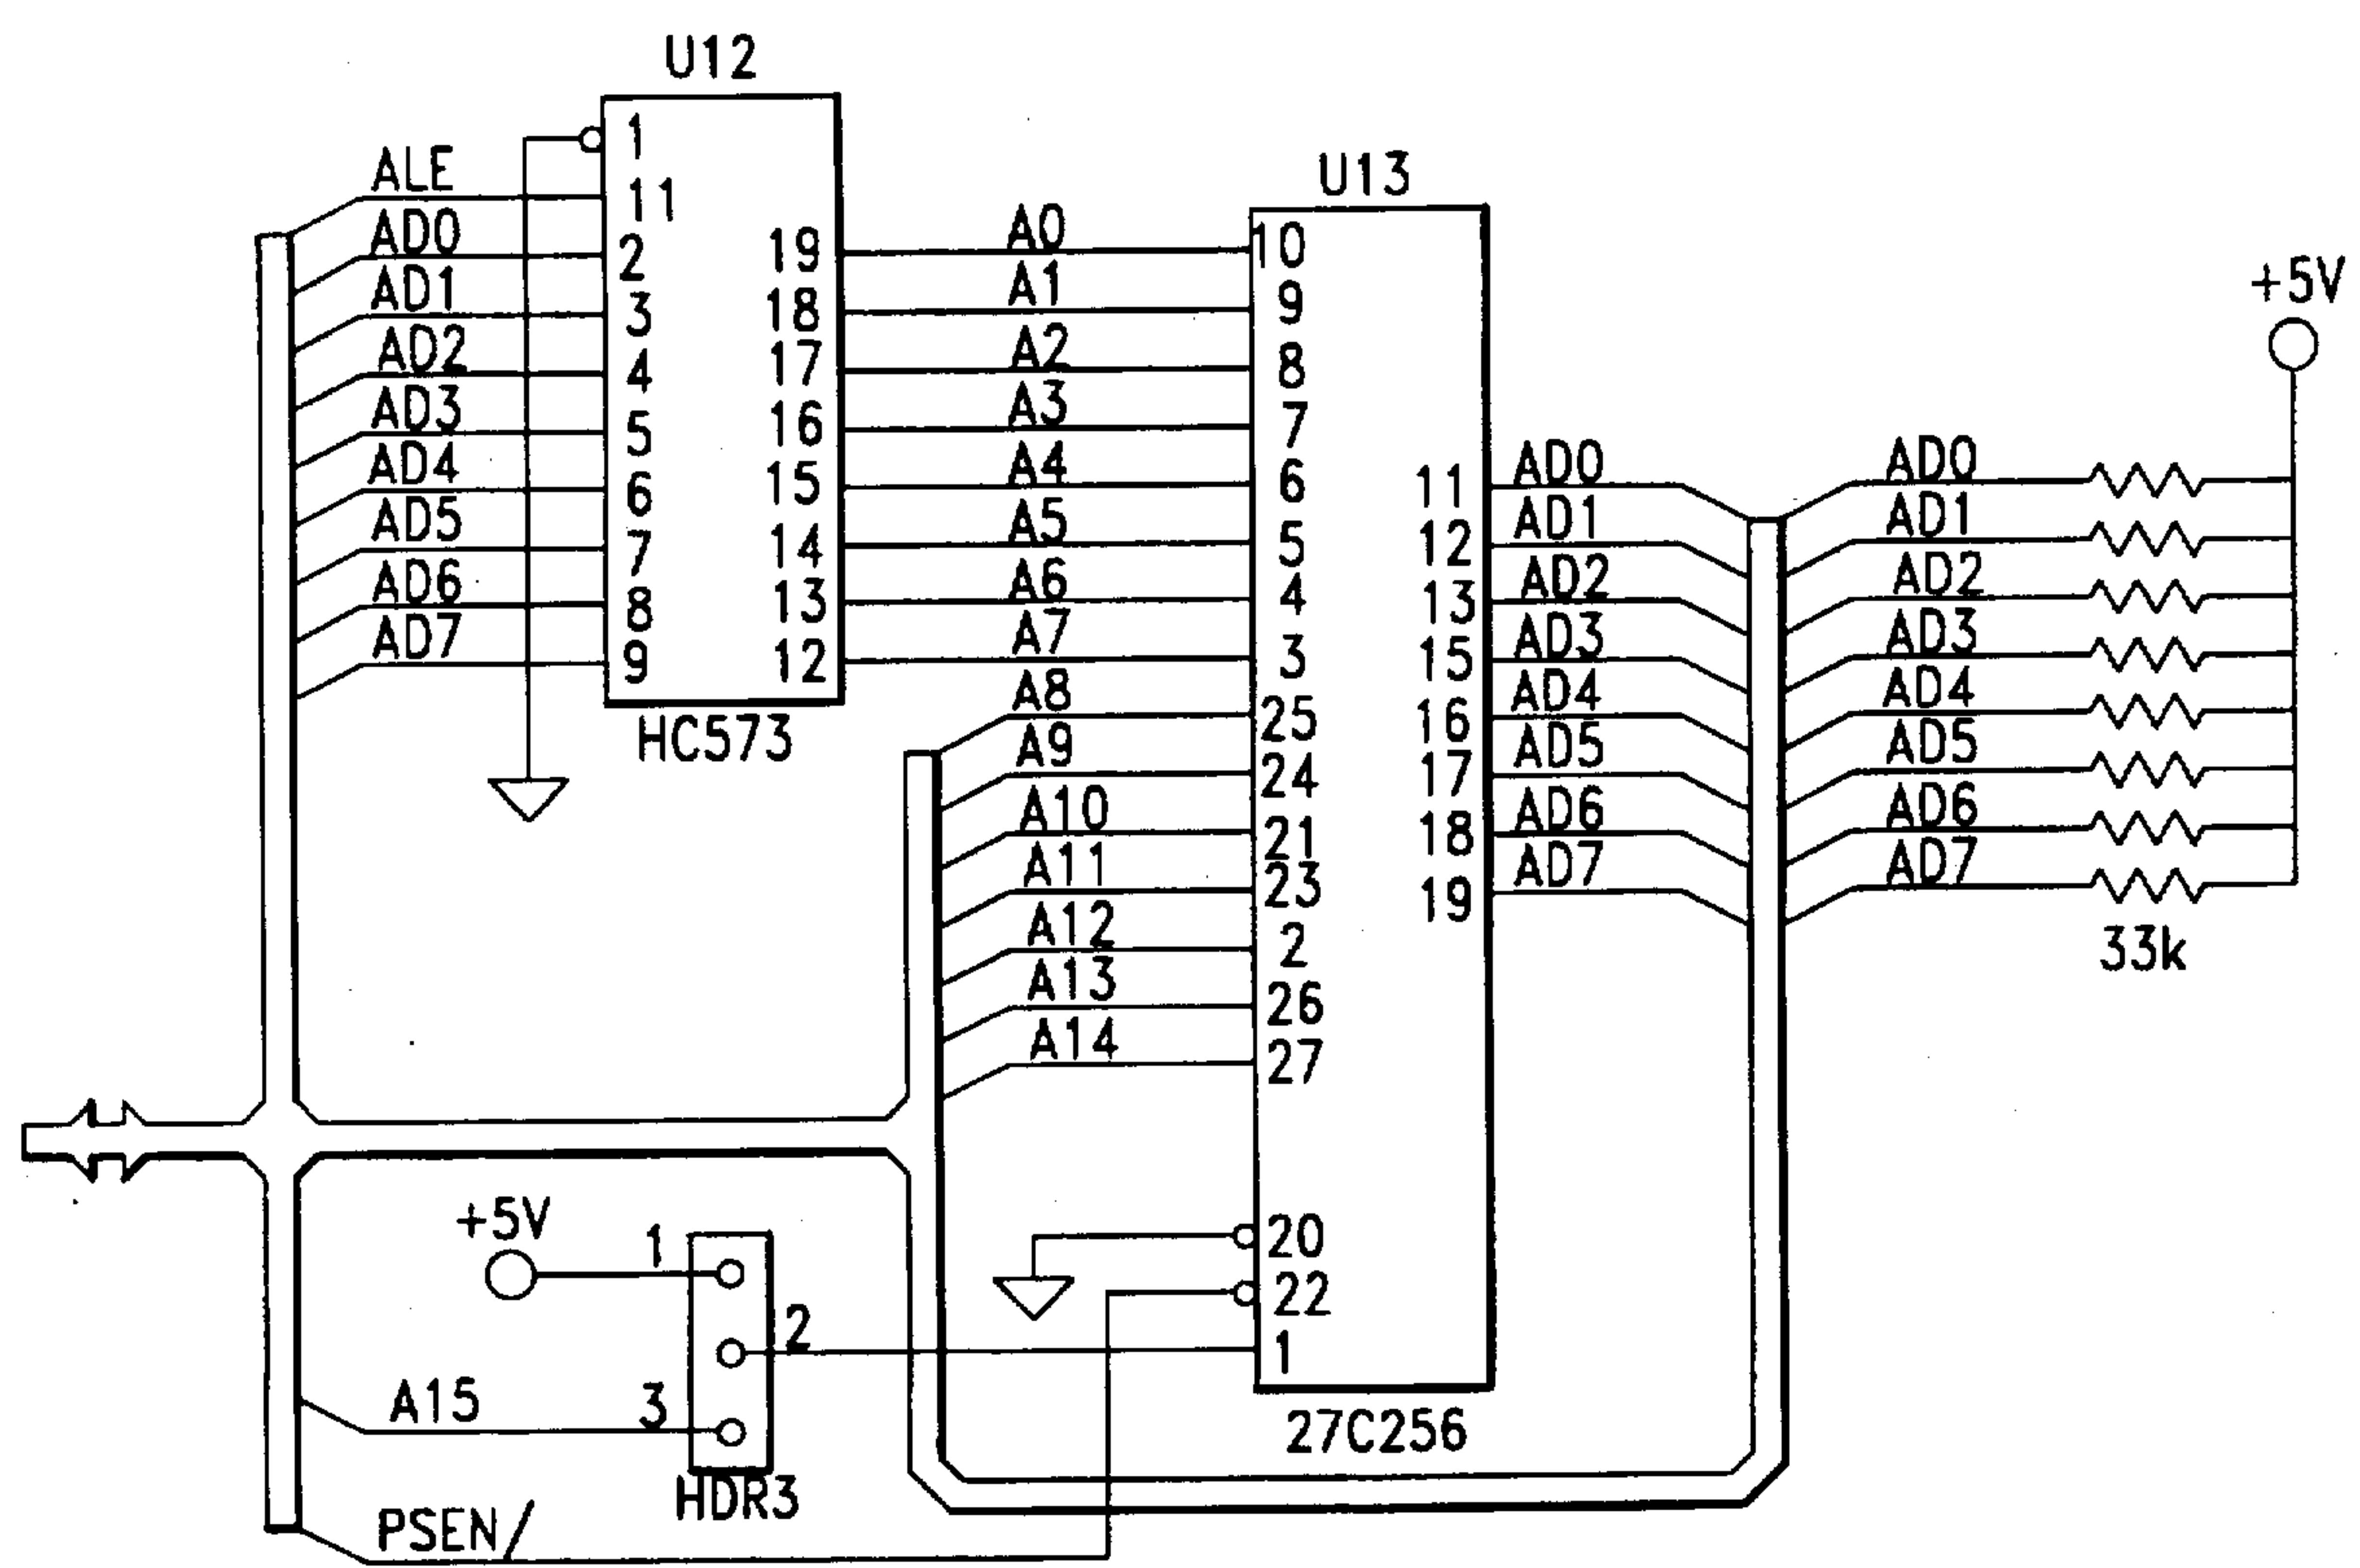 U12
1
ALE
11
AD0
2
19
A0
AD1
3
18
A1
AD2
4
17
A2
AD3
5
16
A3
AD4
6
15
A4
AD5
7
14
A5
AD6
8
13
A6
AD7
9
12
A7
HC573
U13
10
9
8
7
6
5
4
3
A8
25
A9
24
A10
21
A11
23
A12
2
A13
26
A14
27
20
22
1
27C256
11
AD0
12
AD1
13
AD2
15
AD3
16
AD4
17
AD5
18
AD6
19
AD7
+5V
AD0
AD1
AD2
AD3
AD4
AD5
AD6
AD7
33k
+5V
1
2
A15
3
HDR3
PSEN/